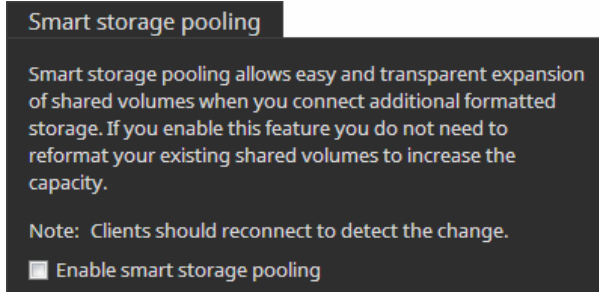 Smart storage pooling
Smart storage pooling allows easy and transparent expansion
of shared volumes when you connect additional formatted
storage. If you enable this feature you do not need to
reformat your existing shared volumes to increase the
capacity.
Note: Clients should reconnect to detect the change.
Enable smart storage pooling